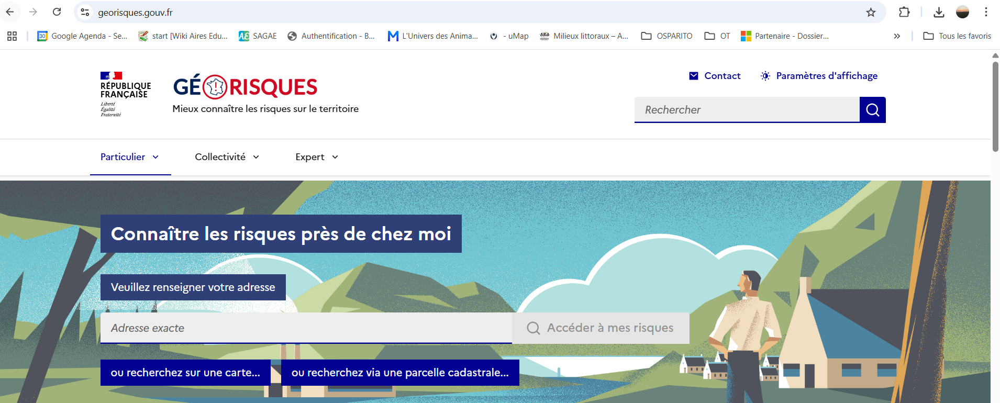 georisques.gouv.fr
Google Agenda - Se...
start [Wiki Aires Edu...
SAGAE
Authentification - B...
L'Univers des Anima...
- uMap
Milieux littoraux – A...
OSPARITO
OT
Partenaire - Dossier...
Tous les favoris
RÉPUBLIQUE
FRANÇAISE
Liberté
Égalité
Fraternité
GÉORISQUES
Mieux connaître les risques sur le territoire
Contact
Paramètres d'affichage
Rechercher
Particulier
Collectivité
Expert
Connaître les risques près de chez moi
Veuillez renseigner votre adresse
Adresse exacte
Accéder à mes risques
ou recherchez sur une carte...
ou recherchez via une parcelle cadastrale...